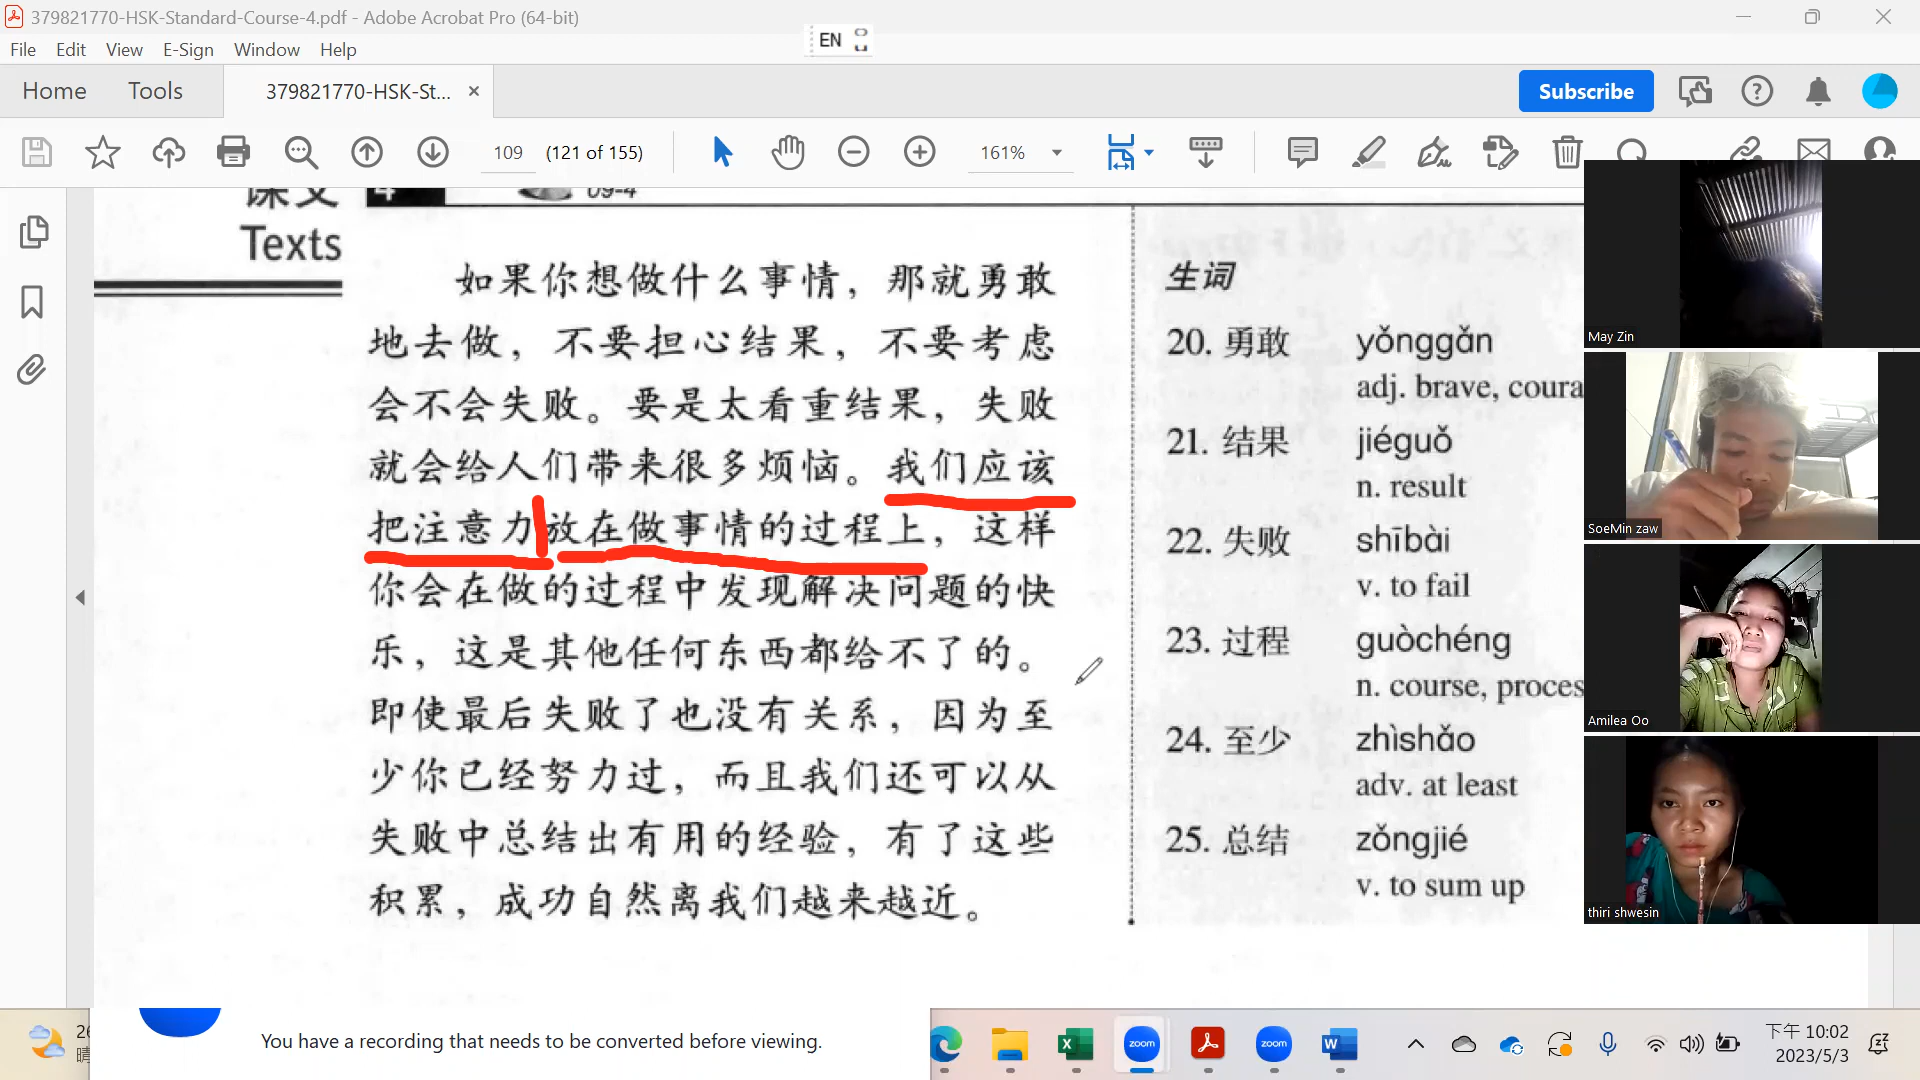 379821770-HSK-Standard-Course-4.pdf - Adobe Acrobat Pro (64-bit)
File Edit View E-Sign Window Help
EN
Home Tools 379821770-HSK-St... ×
Subscribe
109 (121 of 155)
161%
课文
Texts
4
09-4
如果你想做什么事情，那就勇敢
地去做，不要担心结果，不要考虑
会不会失败。要是太看重结果，失败
就会给人们带来很多烦恼。我们应该
把注意力放在做事情的过程上，这样
你会在做的过程中发现解决问题的快
乐，这是其他任何东西都给不了的。
即使最后失败了也没有关系，因为至
少你已经努力过，而且我们还可以从
失败中总结出有用的经验，有了这些
积累，成功自然离我们越来越近。
生词
20. 勇敢 yǒnggǎn
adj. brave, coura
21. 结果 jiéguǒ
n. result
22. 失败 shībài
v. to fail
23. 过程 guòchéng
n. course, proces
24. 至少 zhìshǎo
adv. at least
25. 总结 zǒngjié
v. to sum up
May Zin
SoeMin zaw
Amilea Oo
thiri shwesin
26
晴
You have a recording that needs to be converted before viewing.
zoom
zoom
下午 10:02
2023/5/3